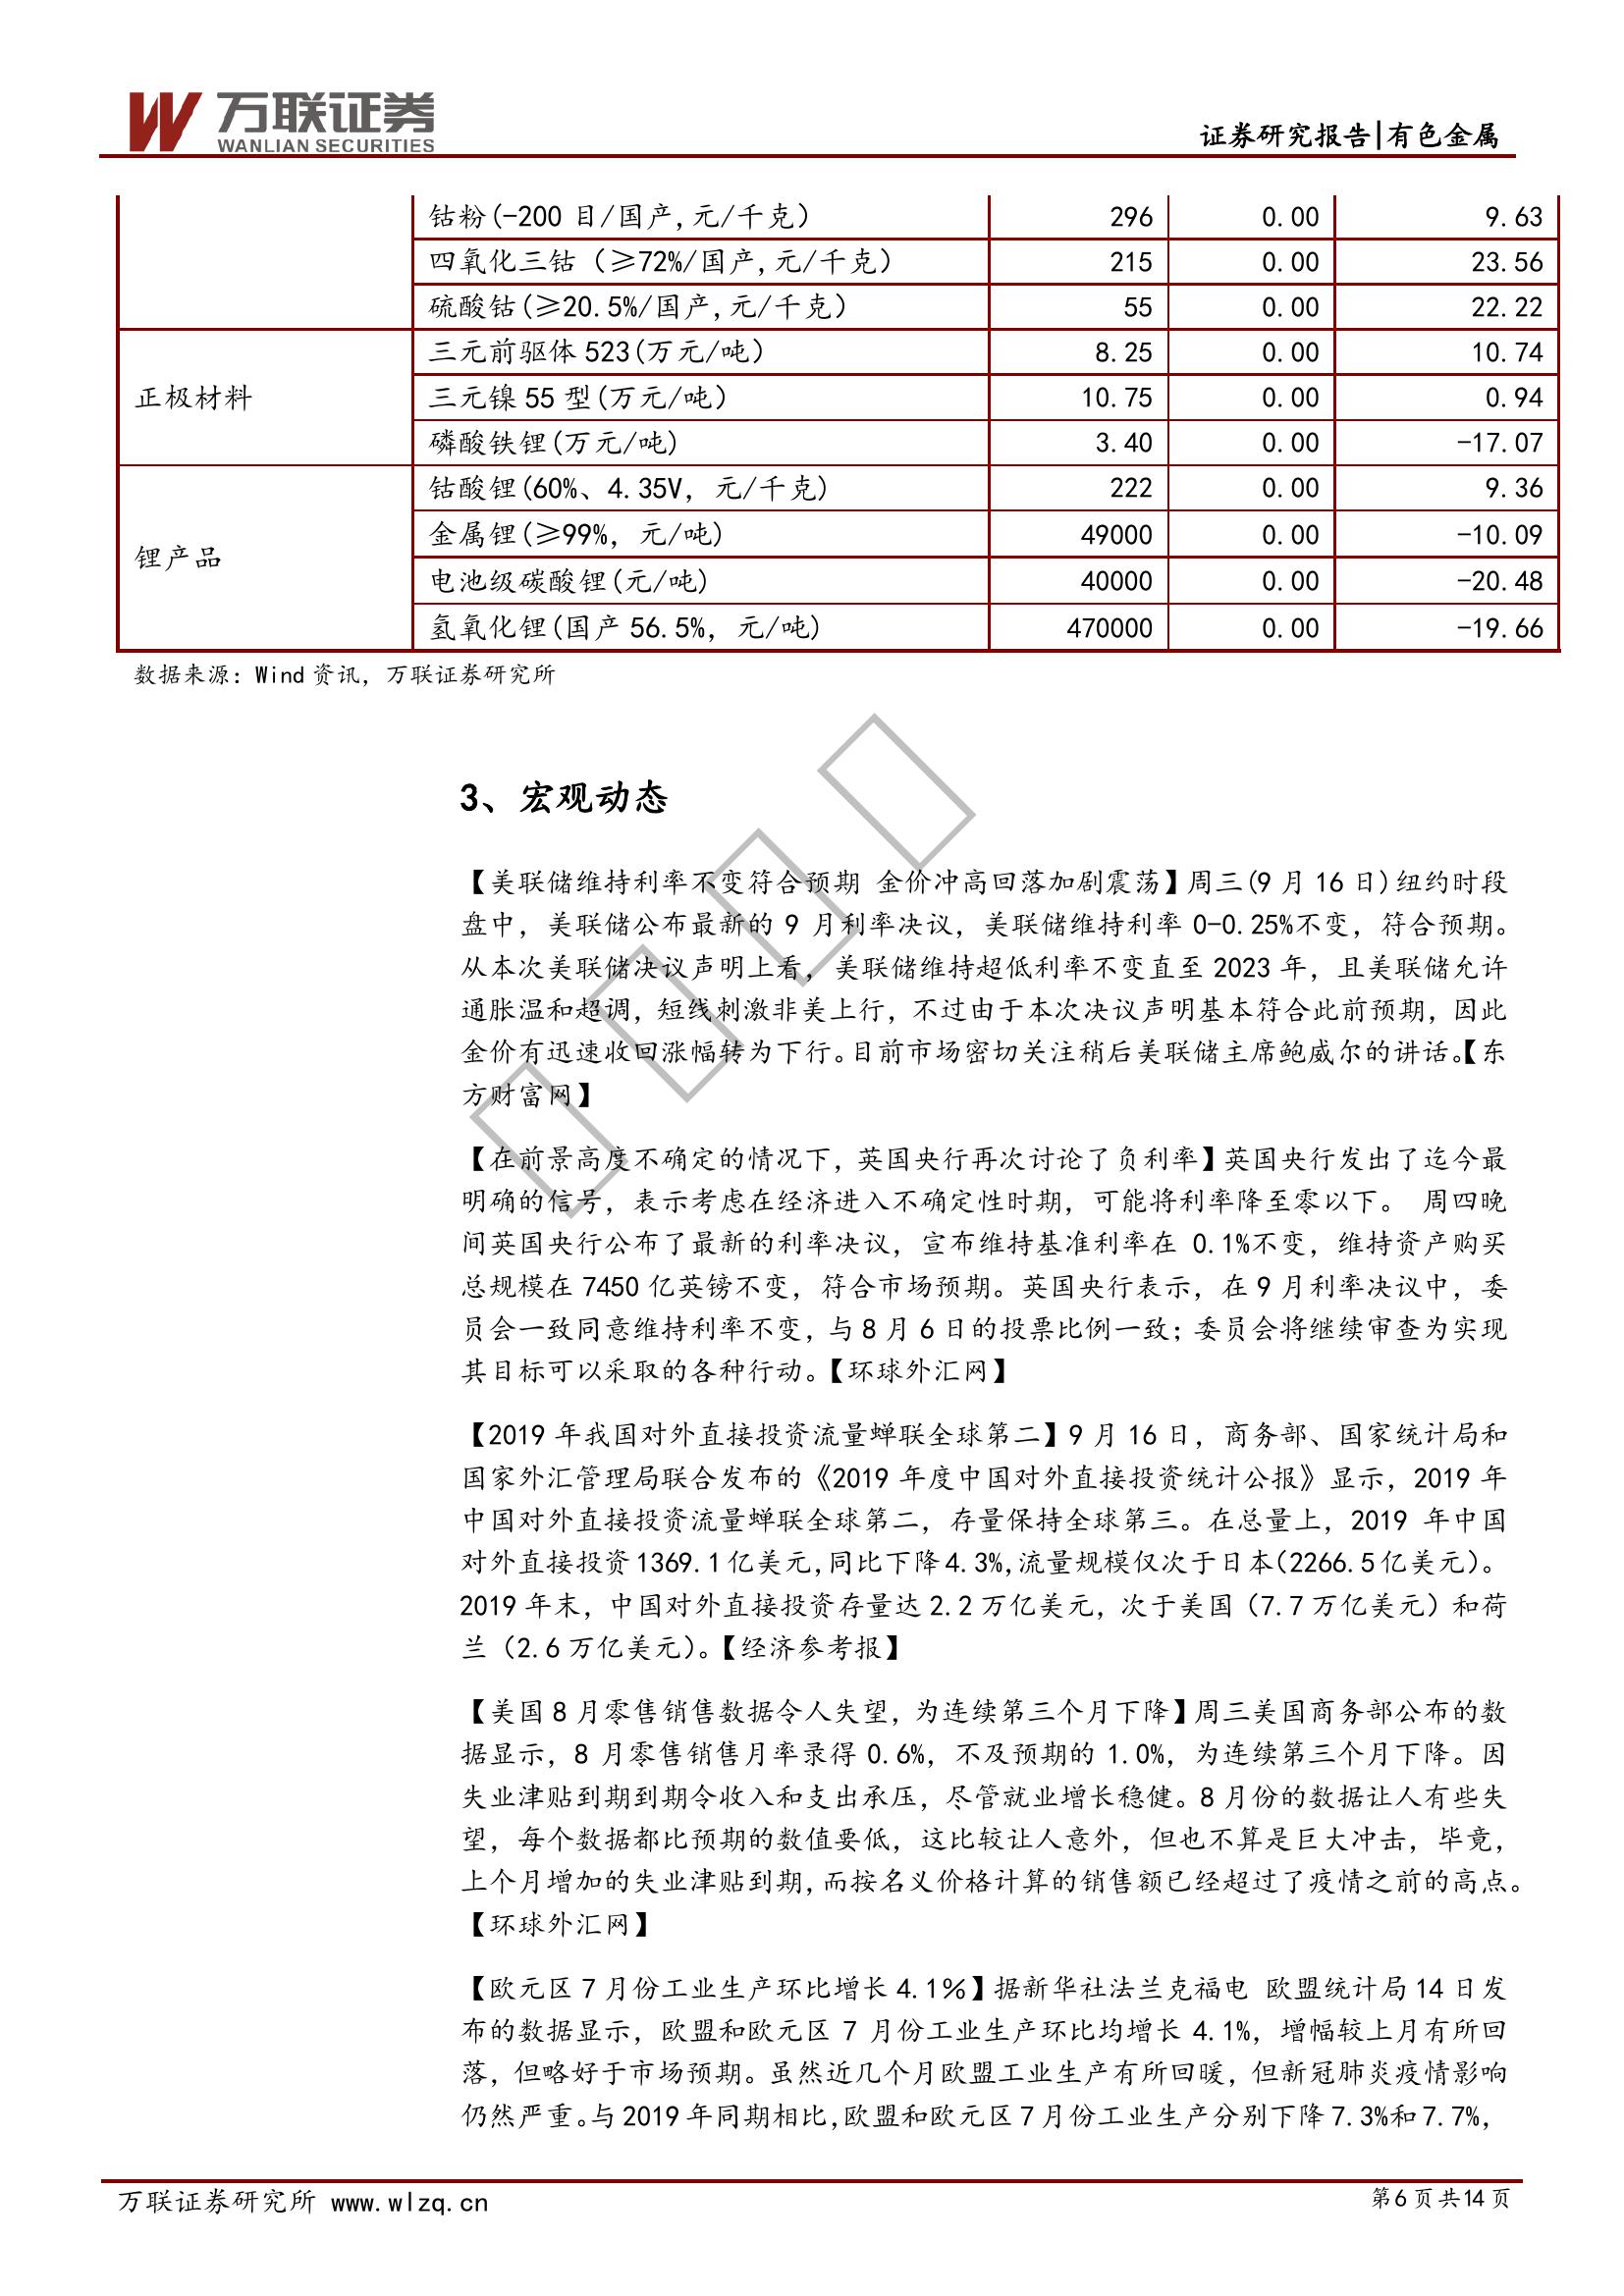 万联证券
WANLIAN SECURITIES
证券研究报告|有色金属
钴粉(-200 目/国产,元/千克) 296 0.00 9.63
四氧化三钴（≥72%/国产,元/千克） 215 0.00 23.56
硫酸钴(≥20.5%/国产,元/千克) 55 0.00 22.22
正极材料 三元前驱体 523(万元/吨) 8.25 0.00 10.74
三元镍 55 型(万元/吨) 10.75 0.00 0.94
磷酸铁锂(万元/吨) 3.40 0.00 -17.07
锂产品 钴酸锂(60%、4.35V, 元/千克) 222 0.00 9.36
金属锂(≥99%, 元/吨) 49000 0.00 -10.09
电池级碳酸锂(元/吨) 40000 0.00 -20.48
氢氧化锂(国产 56.5%, 元/吨) 470000 0.00 -19.66
数据来源：Wind 资讯，万联证券研究所
3、宏观动态
【美联储维持利率不变符合预期 金价冲高回落加剧震荡】周三(9 月 16 日)纽约时段
盘中，美联储公布最新的 9 月利率决议，美联储维持利率 0-0.25%不变，符合预期。
从本次美联储决议声明上看，美联储维持超低利率不变直至 2023 年，且美联储允许
通胀温和超调，短线刺激非美上行，不过由于本次决议声明基本符合此前预期，因此
金价有迅速收回涨幅转为下行。目前市场密切关注稍后美联储主席鲍威尔的讲话。【东
方财富网】
【在前景高度不确定的情况下，英国央行再次讨论了负利率】英国央行发出了迄今最
明确的信号，表示考虑在经济进入不确定性时期，可能将利率降至零以下。 周四晚
间英国央行公布了最新的利率决议，宣布维持基准利率在 0.1%不变，维持资产购买
总规模在 7450 亿英镑不变，符合市场预期。英国央行表示，在 9 月利率决议中，委
员会一致同意维持利率不变，与 8 月 6 日的投票比例一致；委员会将继续审查为实现
其目标可以采取的各种行动。【环球外汇网】
【2019 年我国对外直接投资流量蝉联全球第二】9 月 16 日，商务部、国家统计局和
国家外汇管理局联合发布的《2019 年度中国对外直接投资统计公报》显示，2019 年
中国对外直接投资流量蝉联全球第二，存量保持全球第三。在总量上，2019 年中国
对外直接投资 1369.1 亿美元,同比下降 4.3%,流量规模仅次于日本(2266.5 亿美元)。
2019 年末，中国对外直接投资存量达 2.2 万亿美元，次于美国（7.7 万亿美元）和荷
兰（2.6 万亿美元）。【经济参考报】
【美国 8 月零售销售数据令人失望，为连续第三个月下降】周三美国商务部公布的数
据显示，8 月零售销售月率录得 0.6%，不及预期的 1.0%，为连续第三个月下降。因
失业津贴到期到期令收入和支出承压，尽管就业增长稳健。8 月份的数据让人有些失
望，每个数据都比预期的数值要低，这比较让人意外，但也不算是巨大冲击，毕竟，
上个月增加的失业津贴到期,而按名义价格计算的销售额已经超过了疫情之前的高点。
【环球外汇网】
【欧元区 7 月份工业生产环比增长 4.1%】据新华社法兰克福电 欧盟统计局 14 日发
布的数据显示，欧盟和欧元区 7 月份工业生产环比均增长 4.1%，增幅较上月有所回
落，但略好于市场预期。虽然近几个月欧盟工业生产有所回暖，但新冠肺炎疫情影响
仍然严重。与 2019 年同期相比,欧盟和欧元区 7 月份工业生产分别下降 7.3%和 7.7%，
万联证券研究所 www.wlzq.cn
第 6 页 共 14 页